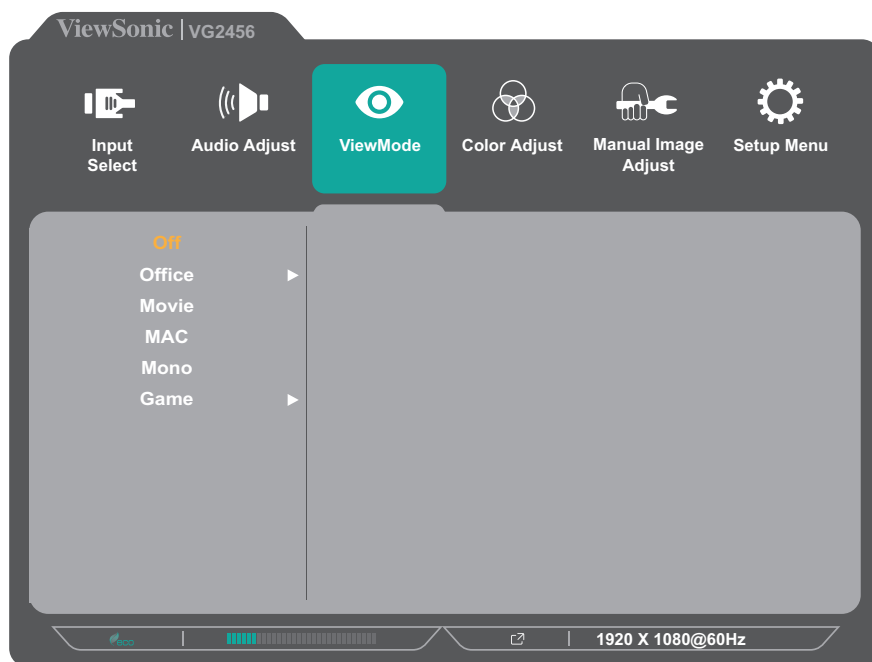 ViewSonic | VG2456
Input
Select
Audio Adjust
ViewMode
Color Adjust
Manual Image
Adjust
Setup Menu
Off
Office
Movie
MAC
Mono
Game
eco
1920 X 1080@60Hz